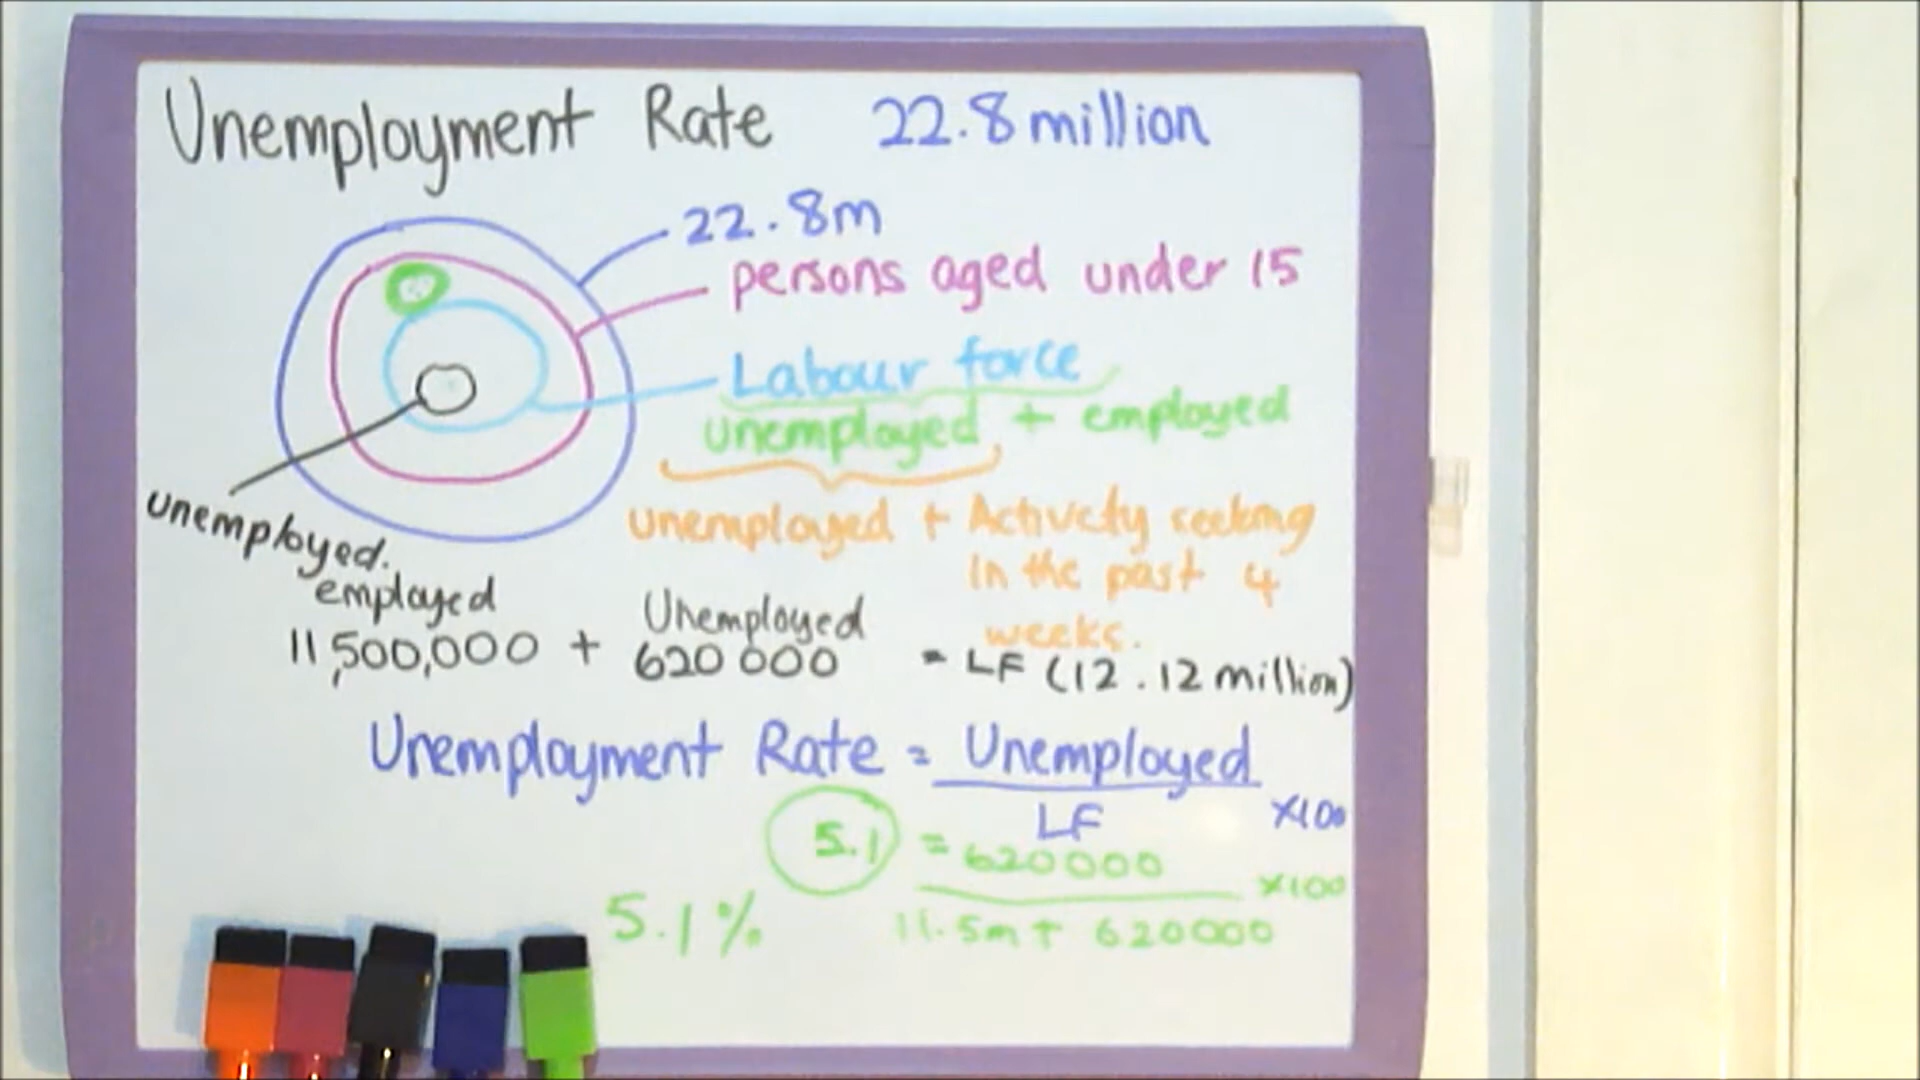 Unemployment Rate 22.8 million
22.8m
persons aged under 15
Labour force
unemployed + employed
unemployed + Actively seeking
in the past 4
weeks.
unemployed.
employed
Unemployed
11,500,000 + 620 000 = LF (12.12 million)
Unemployment Rate = Unemployed
LF
×100
5.1 = 620000
×100
11.5m + 620000
5.1%